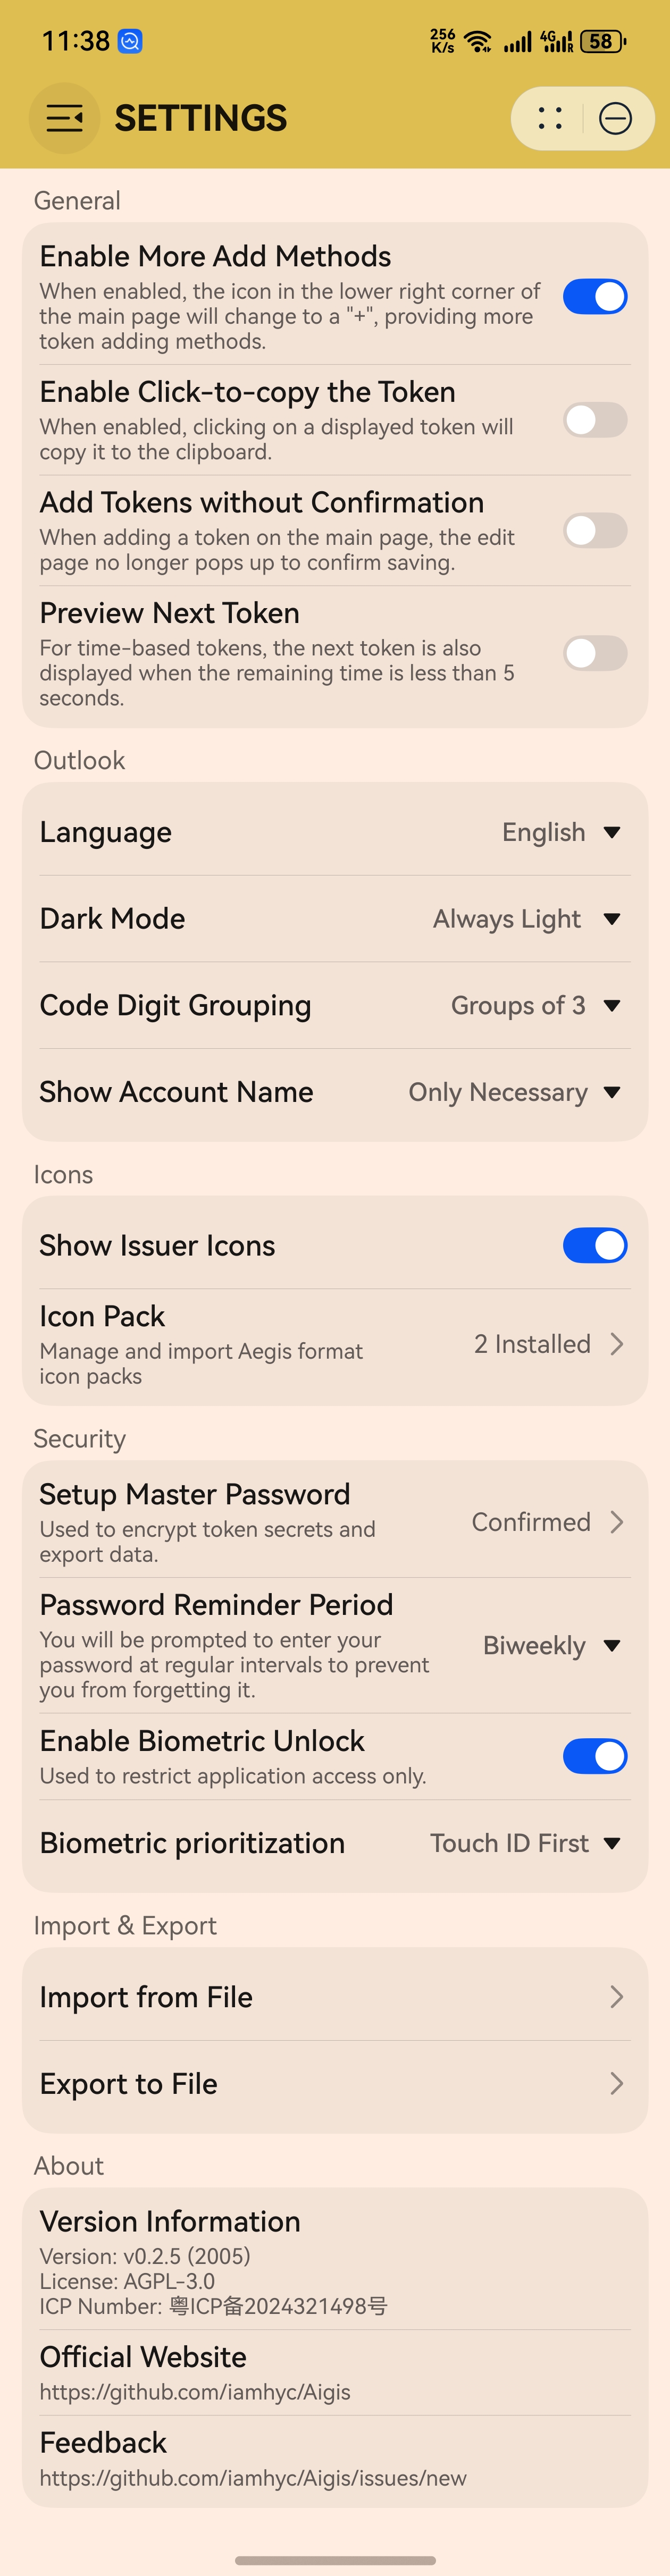 11:38
256
K/s
4G
R
58
SETTINGS
General
Enable More Add Methods
When enabled, the icon in the lower right corner of
the main page will change to a "+", providing more
token adding methods.
Enable Click-to-copy the Token
When enabled, clicking on a displayed token will
copy it to the clipboard.
Add Tokens without Confirmation
When adding a token on the main page, the edit
page no longer pops up to confirm saving.
Preview Next Token
For time-based tokens, the next token is also
displayed when the remaining time is less than 5
seconds.
Outlook
Language
English
Dark Mode
Always Light
Code Digit Grouping
Groups of 3
Show Account Name
Only Necessary
Icons
Show Issuer Icons
Icon Pack
Manage and import Aegis format
icon packs
2 Installed
Security
Setup Master Password
Used to encrypt token secrets and
export data.
Confirmed
Password Reminder Period
You will be prompted to enter your
password at regular intervals to prevent
you from forgetting it.
Biweekly
Enable Biometric Unlock
Used to restrict application access only.
Biometric prioritization
Touch ID First
Import & Export
Import from File
Export to File
About
Version Information
Version: v0.2.5 (2005)
License: AGPL-3.0
ICP Number: 粤ICP备2024321498号
Official Website
https://github.com/iamhyc/Aigis
Feedback
https://github.com/iamhyc/Aigis/issues/new